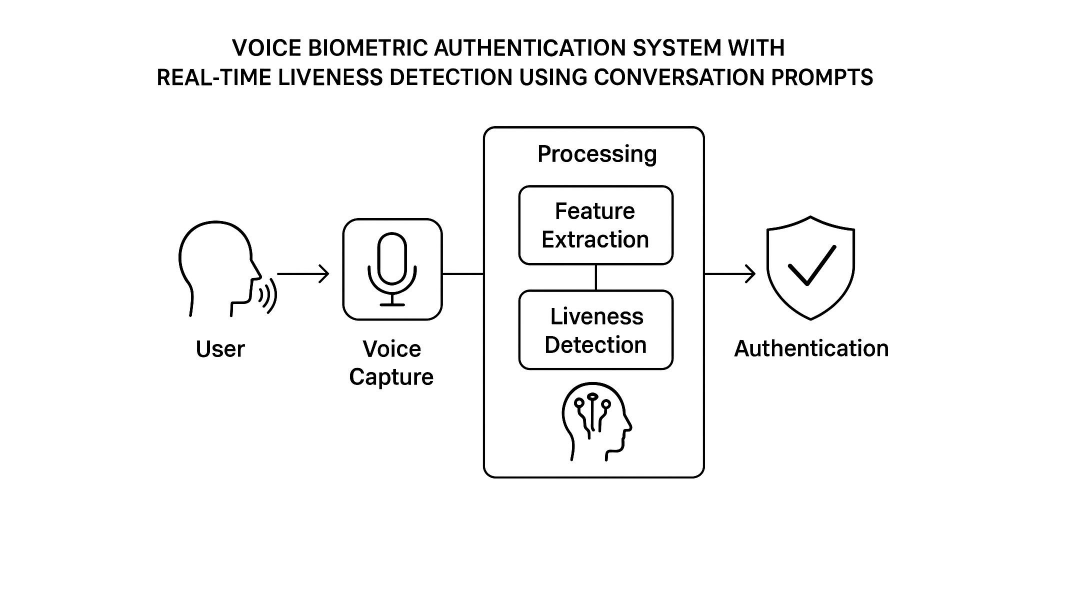 VOICE BIOMETRIC AUTHENTICATION SYSTEM WITH
REAL-TIME LIVENESS DETECTION USING CONVERSATION PROMPTS
Processing
Feature
Extraction
Liveness
Detection
User
Voice
Capture
Authentication